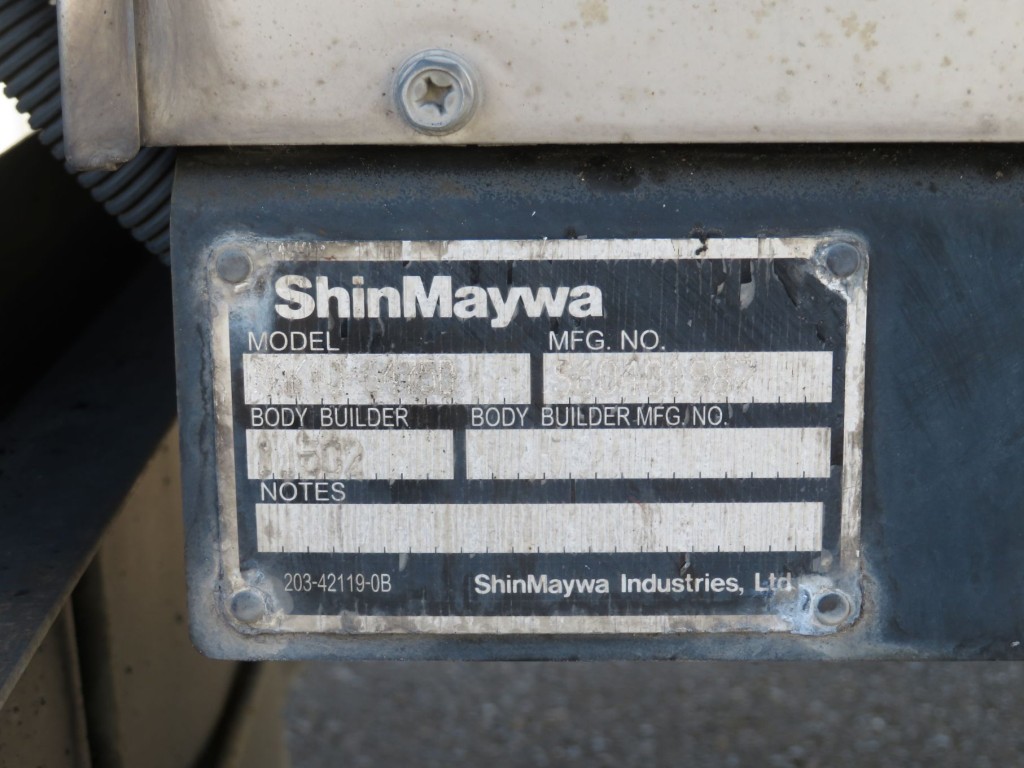 ShinMaywa
MODEL MFG. NO.
BODY BUILDER BODY BUILDER MFG. NO.
NOTES
203-42119-0B ShinMaywa Industries, Ltd.